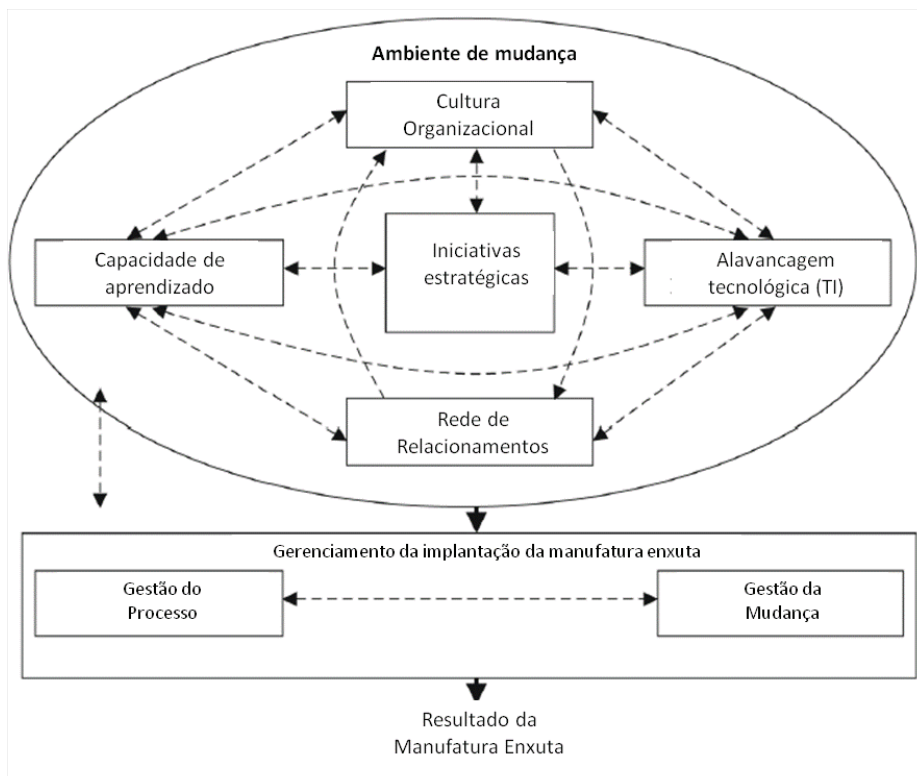 Ambiente de mudança
Cultura
Organizacional
Capacidade de
aprendizado
Iniciativas
estratégicas
Alavancagem
tecnológica (TI)
Rede de
Relacionamentos
Gerenciamento da implantação da manufatura enxuta
Gestão do
Processo
Gestão da
Mudança
Resultado da
Manufatura Enxuta